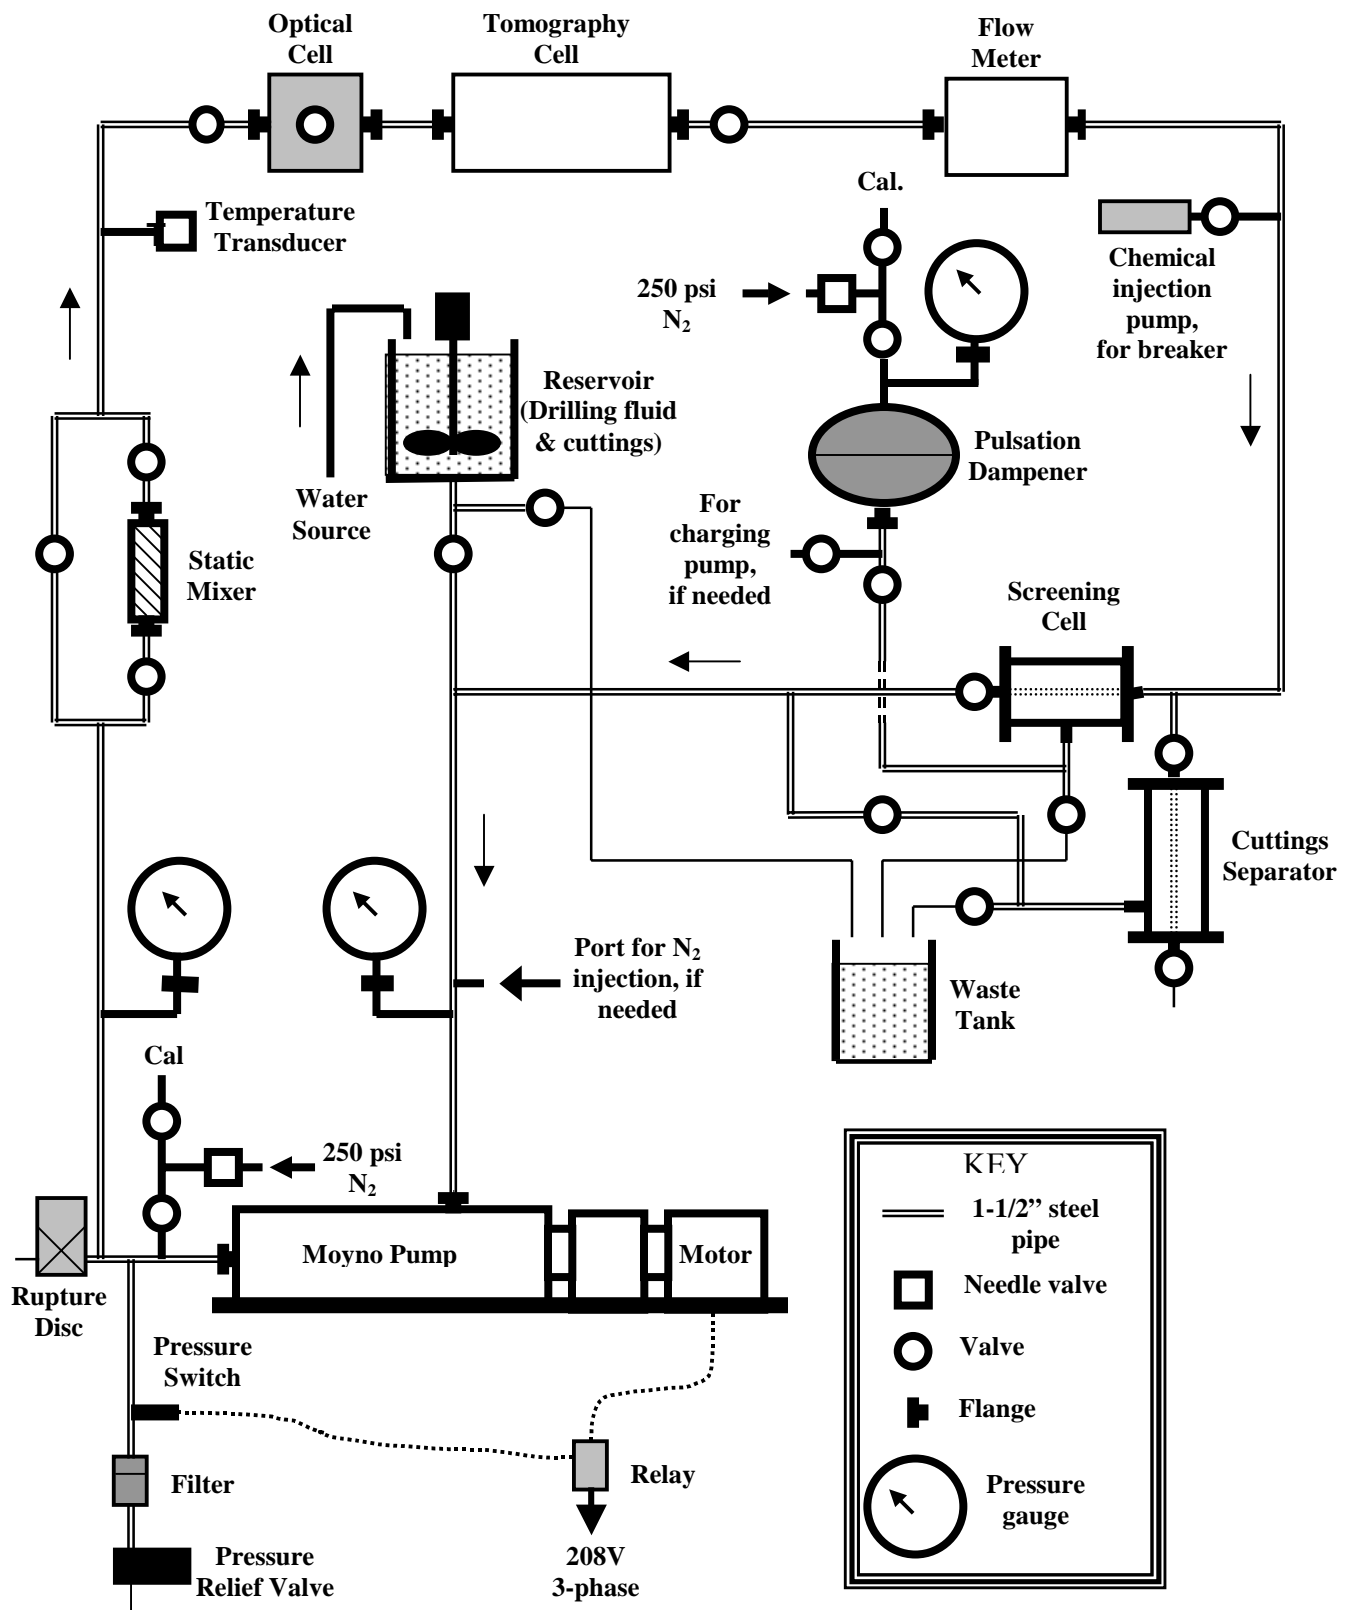 Optical
Cell
Tomography
Cell
Flow
Meter
Cal.
Temperature
Transducer
250 psi
N₂
Chemical
injection
pump,
for breaker
Reservoir
(Drilling fluid
& cuttings)
Pulsation
Dampener
Water
Source
For
charging
pump,
if needed
Static
Mixer
Screening
Cell
Cuttings
Separator
Port for N₂
injection, if
needed
Waste
Tank
Cal
250 psi
N₂
Moyno Pump
Motor
Rupture
Disc
Pressure
Switch
Filter
Relay
Pressure
Relief Valve
208V
3-phase
KEY
1-1/2” steel
pipe
Needle valve
Valve
Flange
Pressure
gauge